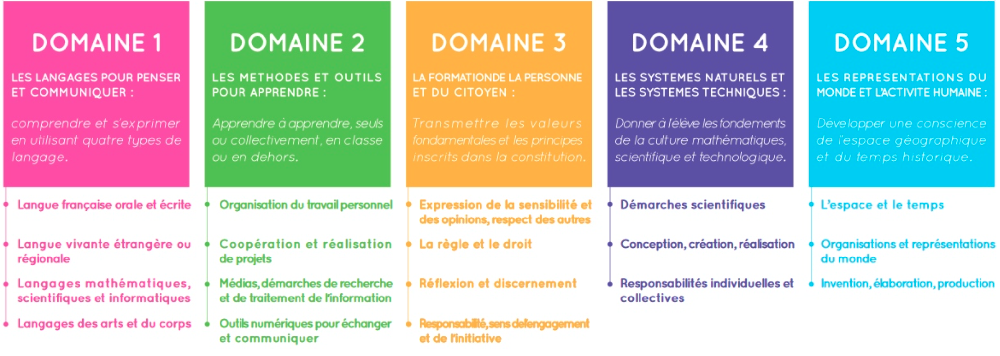 DOMAINE 1
LES LANGAGES POUR PENSER
ET COMMUNIQUER :
comprendre et s'exprimer
en utilisant quatre types de
langage.
Langue française orale et écrite
Langue vivante étrangère ou
régionale
Langages mathématiques,
scientifiques et informatiques
Langages des arts et du corps
DOMAINE 2
LES METHODES ET OUTILS
POUR APPRENDRE :
Apprendre à apprendre, seuls
ou collectivement, en classe
ou en dehors.
Organisation du travail personnel
Coopération et réalisation
de projets
Médias, démarches de recherche
et de traitement de l'information
Outils numériques pour échanger
et communiquer
DOMAINE 3
LA FORMATIONDE LA PERSONNE
ET DU CITOYEN :
Transmettre les valeurs
fondamentales et les principes
inscrits dans la constitution.
Expression de la sensibilité et
des opinions, respect des autres
La règle et le droit
Réflexion et discernement
Responsabilité, sens de l'engagement
et de l'initiative
DOMAINE 4
LES SYSTEMES NATURELS ET
LES SYSTEMES TECHNIQUES :
Donner à l'élève les fondements
de la culture mathématiques,
scientifique et technologique.
Démarches scientifiques
Conception, création, réalisation
Responsabilités individuelles et
collectives
DOMAINE 5
LES REPRESENTATIONS DU
MONDE ET L'ACTIVITE HUMAINE :
Développer une conscience
de l'espace géographique
et du temps historique.
L'espace et le temps
Organisations et représentations
du monde
Invention, élaboration, production